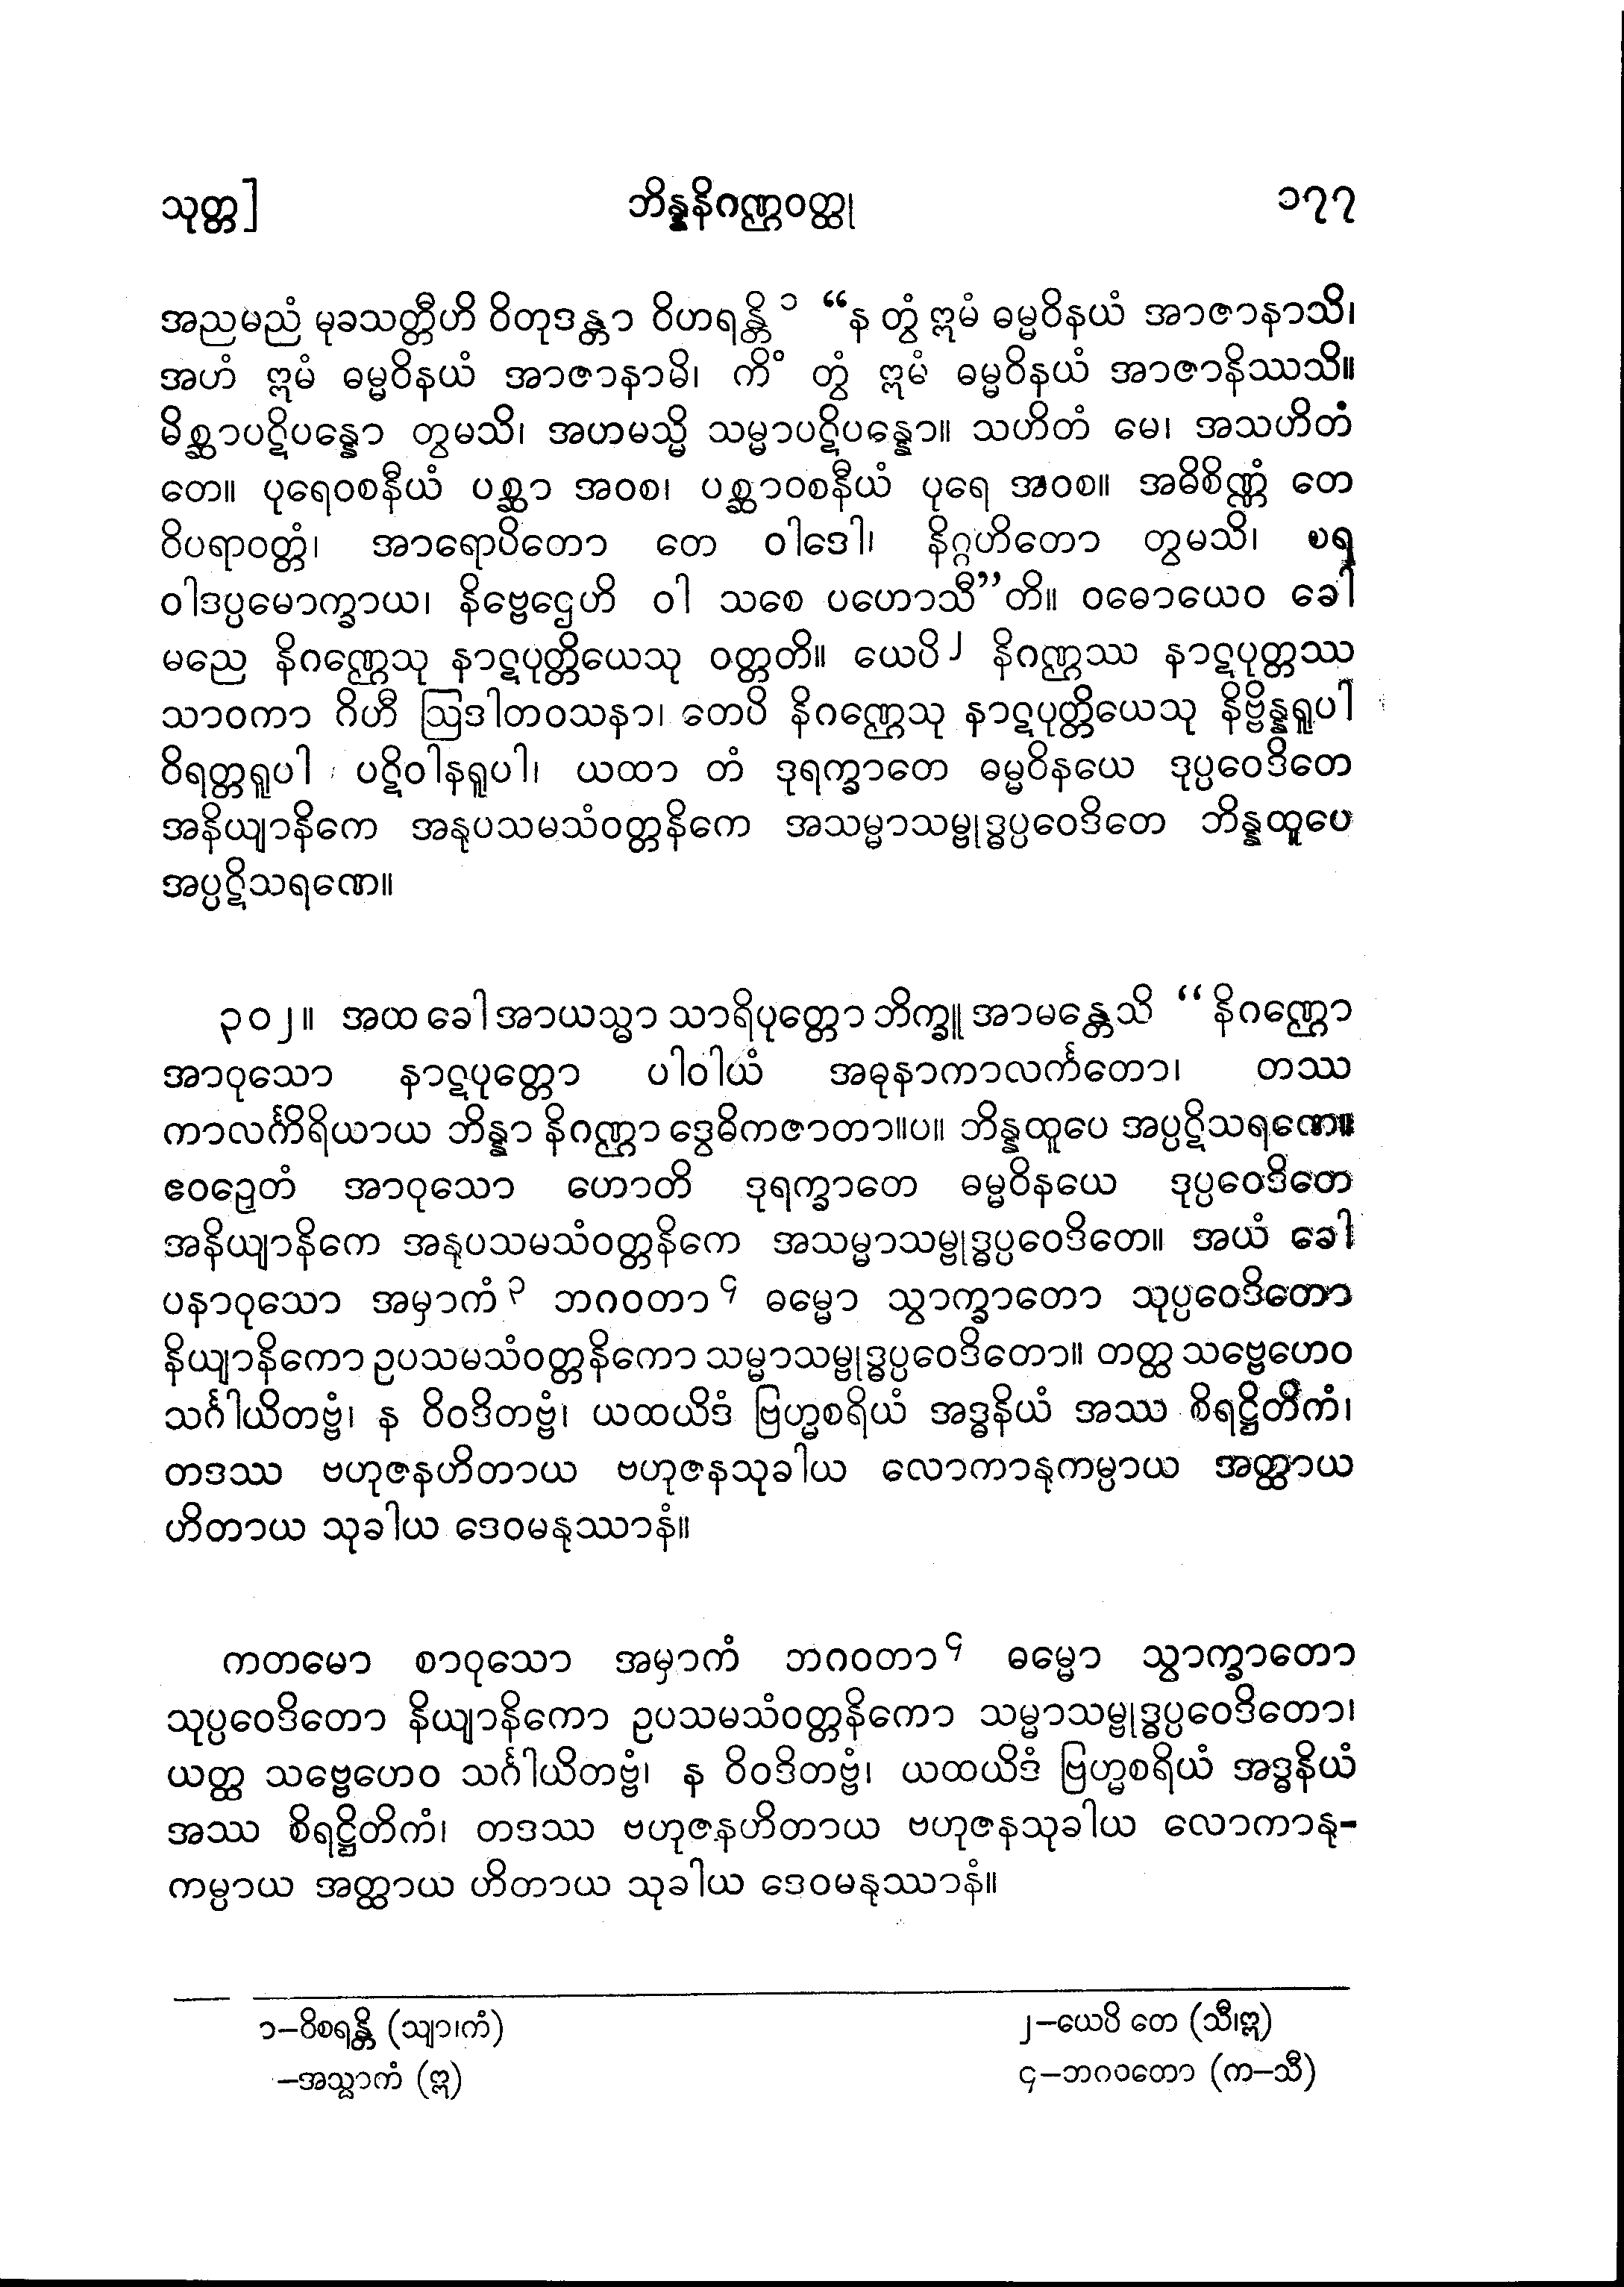 သုတ္တ]
ဘိန္နနိဂဏ္ဌဝတ္ထု
၁၇၇
အညမညံ မုခသတ္တီဟိ ဝိတုဒန္တာ ဝိဟရန္တိ ၁ “န တွံ ဣမံ ဓမ္မဝိနယံ အာဇာနာသိ၊
အဟံ ဣမံ ဓမ္မဝိနယံ အာဇာနာမိ၊ ကိံ တွံ ဣမံ ဓမ္မဝိနယံ အာဇာနိဿသိ။
မိစ္ဆာပဋိပန္နော တွမသိ၊ အဟမသ္မိ သမ္မာပဋိပန္နော။ သဟိတံ မေ၊ အသဟိတံ
တေ။ ပုရေဝစနီယံ ပစ္ဆာ အဝစ၊ ပစ္ဆာဝစနီယံ ပုရေ အဝစ။ အဓိစိဏ္ဏံ တေ
ဝိပရာဝတ္တံ၊ အာရောပိတော တေ ဝါဒေါ၊ နိဂ္ဂဟိတော တွမသိ၊ စရ
ဝါဒပ္ပမောက္ခာယ၊ နိဗ္ဗေဌေဟိ ဝါ သစေ ပဟောသီ”တိ။ ဝဓောယေဝ ခေါ
မညေ နိဂဏ္ဌေသု နာဋပုတ္တိယေသု ဝတ္တတိ။ ယေပိ ၂ နိဂဏ္ဌဿ နာဋပုတ္တဿ
သာဝကာ ဂိဟီ ဩဒါတဝသနာ၊ တေပိ နိဂဏ္ဌေသု နာဋပုတ္တိယေသု နိဗ္ဗိန္နရူပါ
ဝိရတ္တရူပါ ပဋိဝါနရူပါ၊ ယထာ တံ ဒုရက္ခာတေ ဓမ္မဝိနယေ ဒုပ္ပဝေဒိတေ
အနိယျာနိကေ အနုပသမသံဝတ္တနိကေ အသမ္မာသမ္ဗုဒ္ဓပ္ပဝေဒိတေ ဘိန္နထူပေ
အပ္ပဋိသရဏေ။
၃၀၂။ အထ ခေါ အာယသ္မာ သာရိပုတ္တော ဘိက္ခူ အာမန္တေသိ “နိဂဏ္ဌော
အာဝုသော နာဋပုတ္တော ပါဝါယံ အဓုနာကာလင်္ကတော၊ တဿ
ကာလင်္ကိရိယာယ ဘိန္နာ နိဂဏ္ဌာ ဒွေဓိကဇာတာ။ပ။ ဘိန္နထူပေ အပ္ပဋိသရဏေ။
ဧဝဉှေတံ အာဝုသော ဟောတိ ဒုရက္ခာတေ ဓမ္မဝိနယေ ဒုပ္ပဝေဒိတေ
အနိယျာနိကေ အနုပသမသံဝတ္တနိကေ အသမ္မာသမ္ဗုဒ္ဓပ္ပဝေဒိတေ။ အယံ ခေါ
ပနာဝုသော အမှာကံ ၃ ဘဂဝတာ ၄ ဓမ္မော သွာက္ခာတော သုပ္ပဝေဒိတော
နိယျာနိကော ဥပသမသံဝတ္တနိကော သမ္မာသမ္ဗုဒ္ဓပ္ပဝေဒိတော။ တတ္ထ သဗ္ဗေဟေဝ
သင်္ဂါယိတဗ္ဗံ၊ န ဝိဝဒိတဗ္ဗံ၊ ယထယိဒံ ဗြဟ္မစရိယံ အဒ္ဓနိယံ အဿ စိရဋ္ဌိတိကံ၊
တဒဿ ဗဟုဇနဟိတာယ ဗဟုဇနသုခါယ လောကာနုကမ္ပာယ အတ္ထာယ
ဟိတာယ သုခါယ ဒေဝမနုဿာနံ။
ကတမော စာဝုသော အမှာကံ ဘဂဝတာ ၄ ဓမ္မော သွာက္ခာတော
သုပ္ပဝေဒိတော နိယျာနိကော ဥပသမသံဝတ္တနိကော သမ္မာသမ္ဗုဒ္ဓပ္ပဝေဒိတော၊
ယတ္ထ သဗ္ဗေဟေဝ သင်္ဂါယိတဗ္ဗံ၊ န ဝိဝဒိတဗ္ဗံ၊ ယထယိဒံ ဗြဟ္မစရိယံ အဒ္ဓနိယံ
အဿ စိရဋ္ဌိတိကံ၊ တဒဿ ဗဟုဇနဟိတာယ ဗဟုဇနသုခါယ လောကာနု-
ကမ္ပာယ အတ္ထာယ ဟိတာယ သုခါယ ဒေဝမနုဿာနံ။
၁–ဝိစရန္တိ (သျာ၊ကံ)
၂–ယေပိ တေ (သီ၊ဣ)
–အသ္မာကံ (ဣ)
၄–ဘဂဝတော (က–သီ)